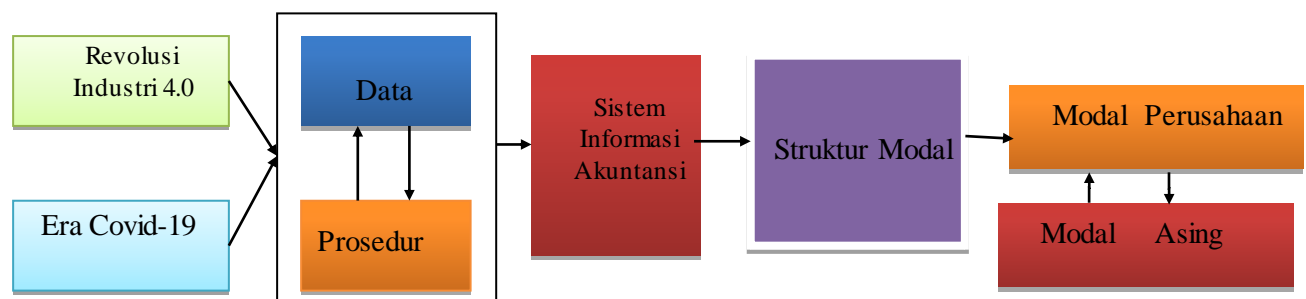 Revolusi
Industri 4.0
Era Covid-19
Data
Prosedur
Sistem
Informasi
Akuntansi
Struktur Modal
Modal Perusahaan
Modal Asing